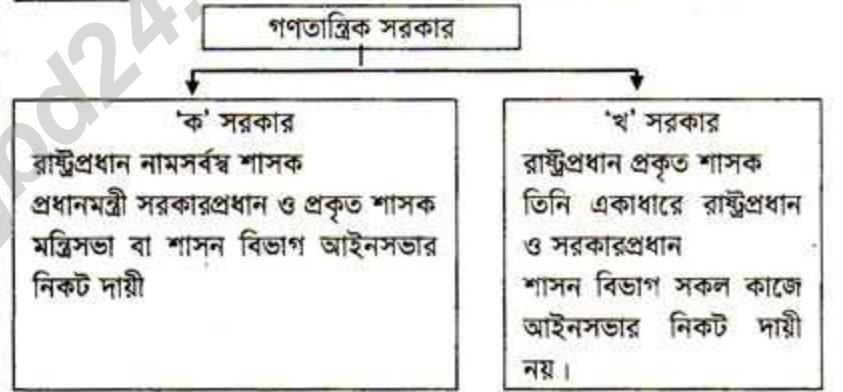 গণতান্ত্রিক সরকার
'ক' সরকার
রাষ্ট্রপ্রধান নামসর্বস্ব শাসক
প্রধানমন্ত্রী সরকারপ্রধান ও প্রকৃত শাসক
মন্ত্রিসভা বা শাসন বিভাগ আইনসভার
নিকট দায়ী
'খ' সরকার
রাষ্ট্রপ্রধান প্রকৃত শাসক
তিনি একাধারে রাষ্ট্রপ্রধান
ও সরকারপ্রধান
শাসন বিভাগ সকল কাজে
আইনসভার নিকট দায়ী
নয়।